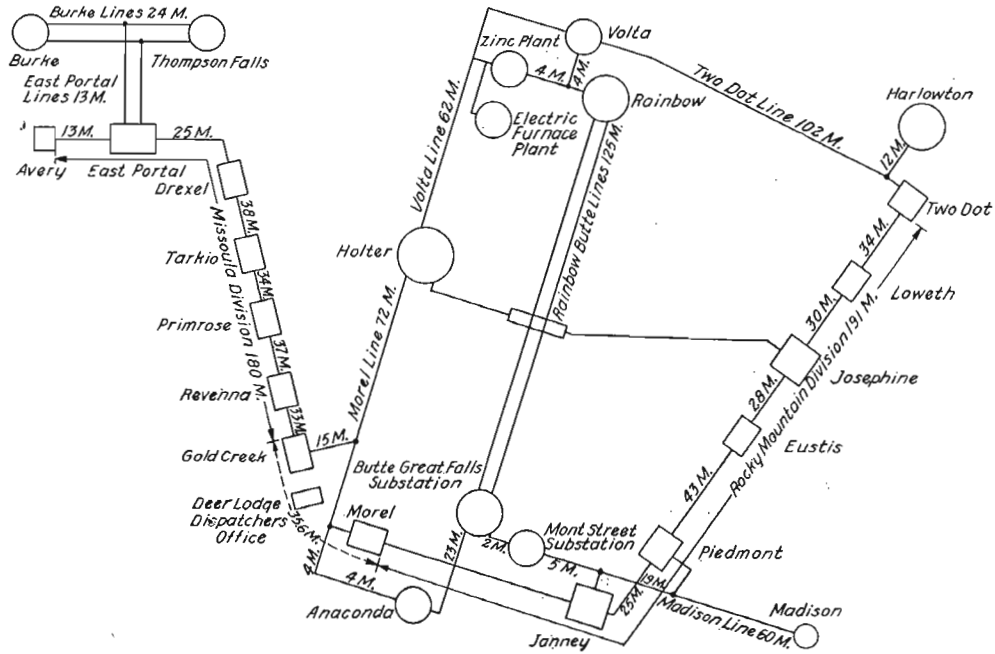 Burke Lines 24 M.
Burke
Thompson Falls
East Portal
Lines 13 M.
13 M.
25 M.
Avery
East Portal
Drexel
38 M.
Tarkio
34 M.
Primrose
37 M.
Revenna
33 M.
Gold Creek
15 M.
Missoula Division 180 M.
Deer Lodge
Dispatchers
Office
35.6 M.
Zinc Plant
Volta
4 M.
4 M.
Electric
Furnace
Plant
Rainbow
Volta Line 62 M.
Two Dot Line 102 M.
Harlowton
12 M.
Two Dot
Holter
Rainbow Butte Lines 125 M.
34 M.
Loweth
30 M.
Josephine
Morel Line 72 M.
28 M.
Eustis
Rocky Mountain Division 191 M.
43 M.
Butte Great Falls
Substation
Morel
4 M.
4 M.
Anaconda
23 M.
2 M.
Mont Street
Substation
5 M.
Piedmont
19 M.
25 M.
Janney
Madison Line 60 M.
Madison